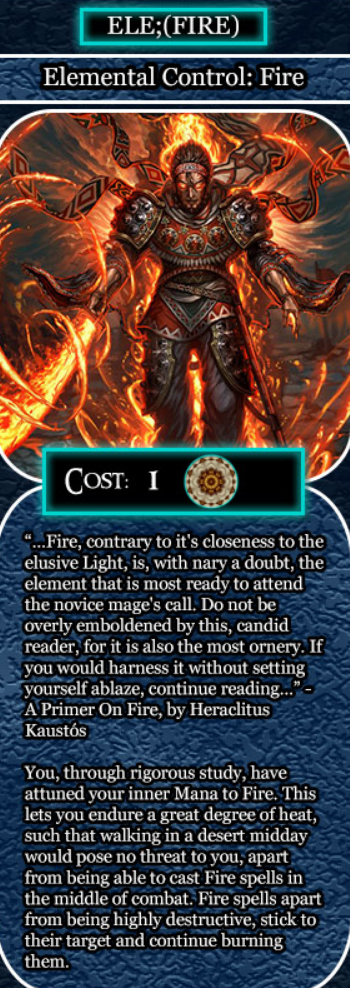 ELE;(FIRE)
Elemental Control: Fire
COST: 1
“...Fire, contrary to it's closeness to the
elusive Light, is, with nary a doubt, the
element that is most ready to attend
the novice mage's call. Do not be
overly emboldened by this, candid
reader, for it is also the most ornery. If
you would harness it without setting
yourself ablaze, continue reading...” -
A Primer On Fire, by Heraclitus
Kaustós
You, through rigorous study, have
attuned your inner Mana to Fire. This
lets you endure a great degree of heat,
such that walking in a desert midday
would pose no threat to you, apart
from being able to cast Fire spells in
the middle of combat. Fire spells apart
from being highly destructive, stick to
their target and continue burning
them.